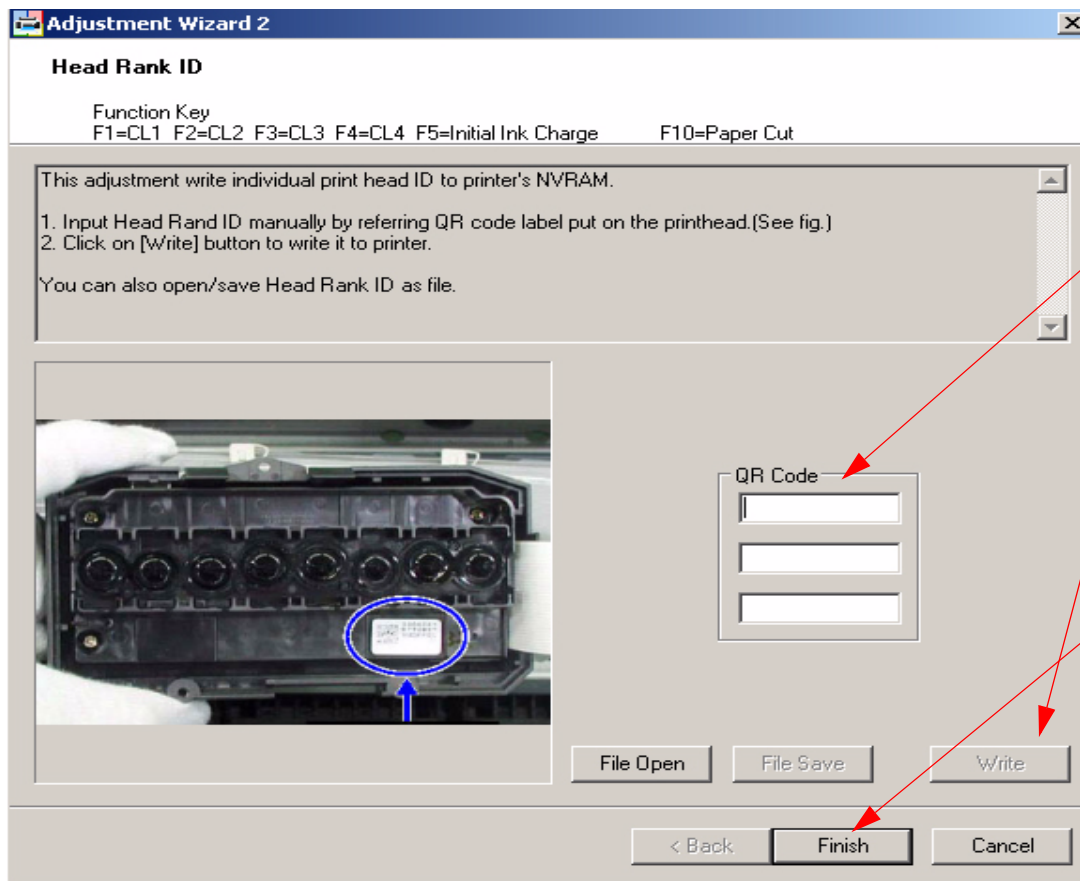 Adjustment Wizard 2
Head Rank ID
Function Key
F1=CL1 F2=CL2 F3=CL3 F4=CL4 F5=Initial Ink Charge F10=Paper Cut
This adjustment write individual print head ID to printer's NVRAM.
1. Input Head Rand ID manually by referring QR code label put on the printhead.(See fig.)
2. Click on [Write] button to write it to printer.
You can also open/save Head Rank ID as file.
QR Code
File Open
File Save
Write
< Back
Finish
Cancel